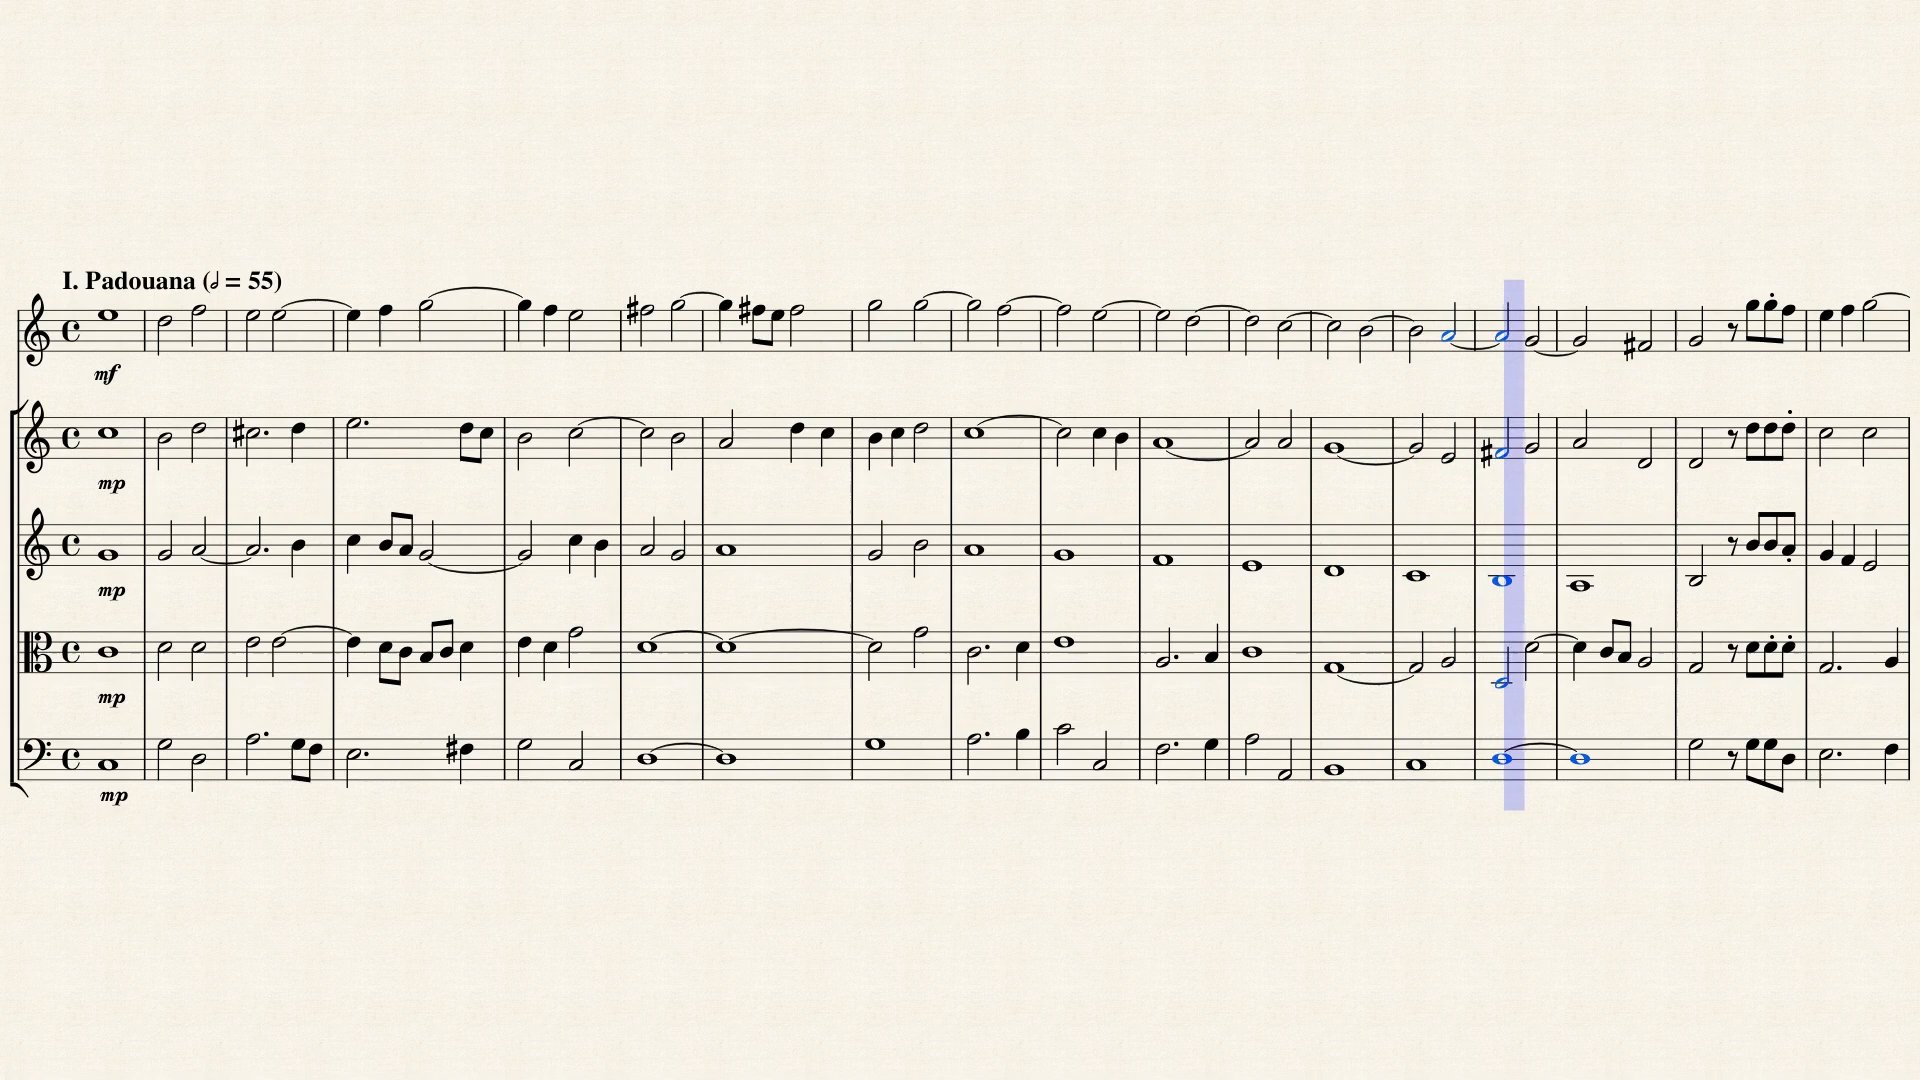 I. Padouana (𝅗𝅥 = 55)
mf
mp
mp
mp
mp